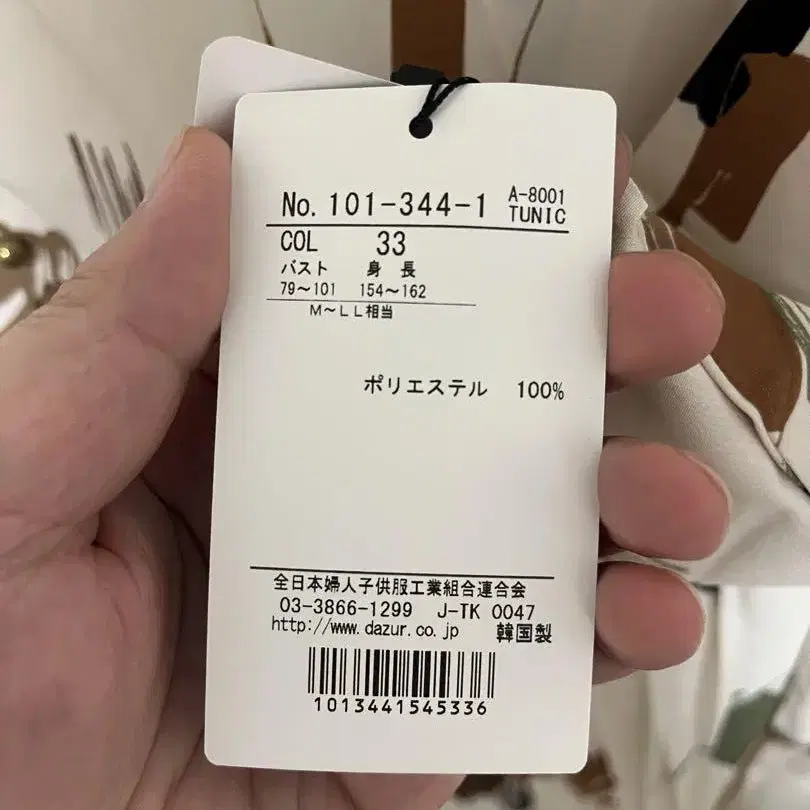 No. 101-344-1 A-8001
TUNIC
COL 33
バスト 身 長
79～101 154～162
M～LL相当
ポリエステル 100%
全日本婦人子供服工業組合連合会
03-3866-1299 J-TK 0047
http://www.dazur.co.jp 韓国製
1013441545336